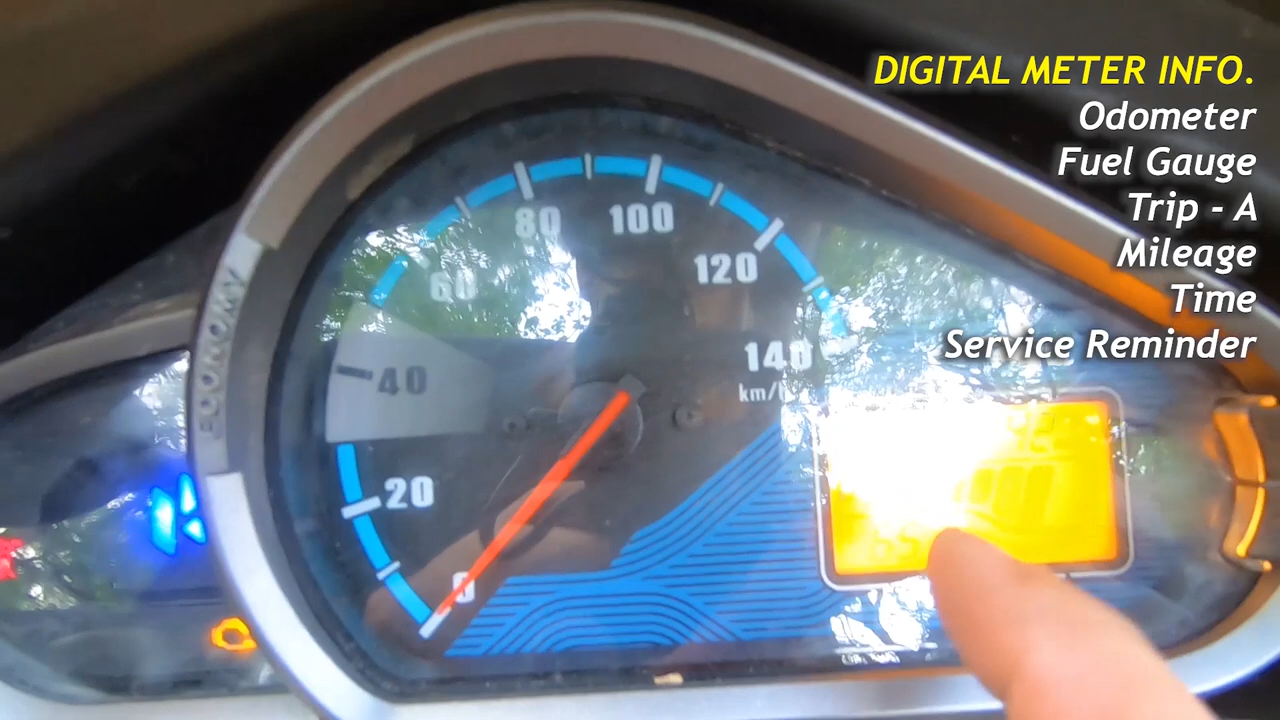 DIGITAL METER INFO.
Odometer
Fuel Gauge
Trip - A
Mileage
Time
Service Reminder
80 100
60 120
40 140
km/h
20
0
ECONOMY